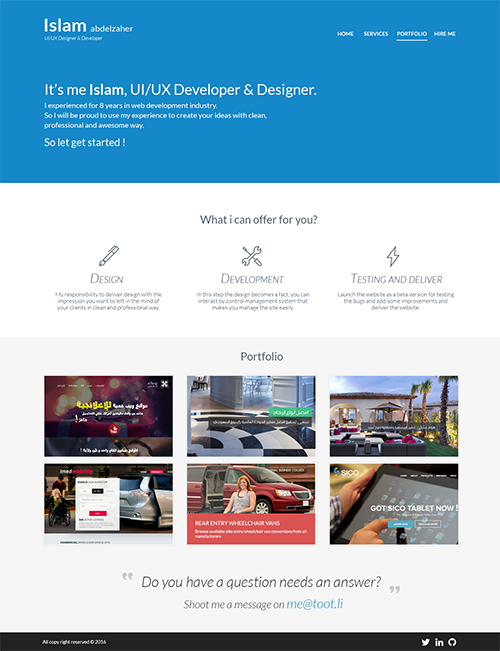 Islam abdelzaher
UI/UX Designer & Developer
HOME SERVICES PORTFOLIO HIRE ME
It's me Islam, UI/UX Developer & Designer.
I experienced for 8 years in web development industry.
So I will be proud to use my experience to create your ideas with clean,
professional and awesome way.
So let get started !
What i can offer for you?
DESIGN
My responsibility to deliver design with the
impression you want to left in the mind of
your clients in clean and professional way.
DEVELOPMENT
In this step the design becomes a fact, you can
interact by control management system that
makes you manage the site easily.
TESTING AND DELIVER
Launch the website as a beta version for testing
the bugs and add some improvements and
deliver the website.
Portfolio
موقع ويب هدية للإعلانجية
افضل انواع الرخام
REAR ENTRY WHEELCHAIR VANS
Browse available side entry wheelchair van conversions from all
manufacturers
SICO
GOT SICO TABLET NOW !
Do you have a question needs an answer?
Shoot me a message on me@toot.li
All copy right reserved © 2016